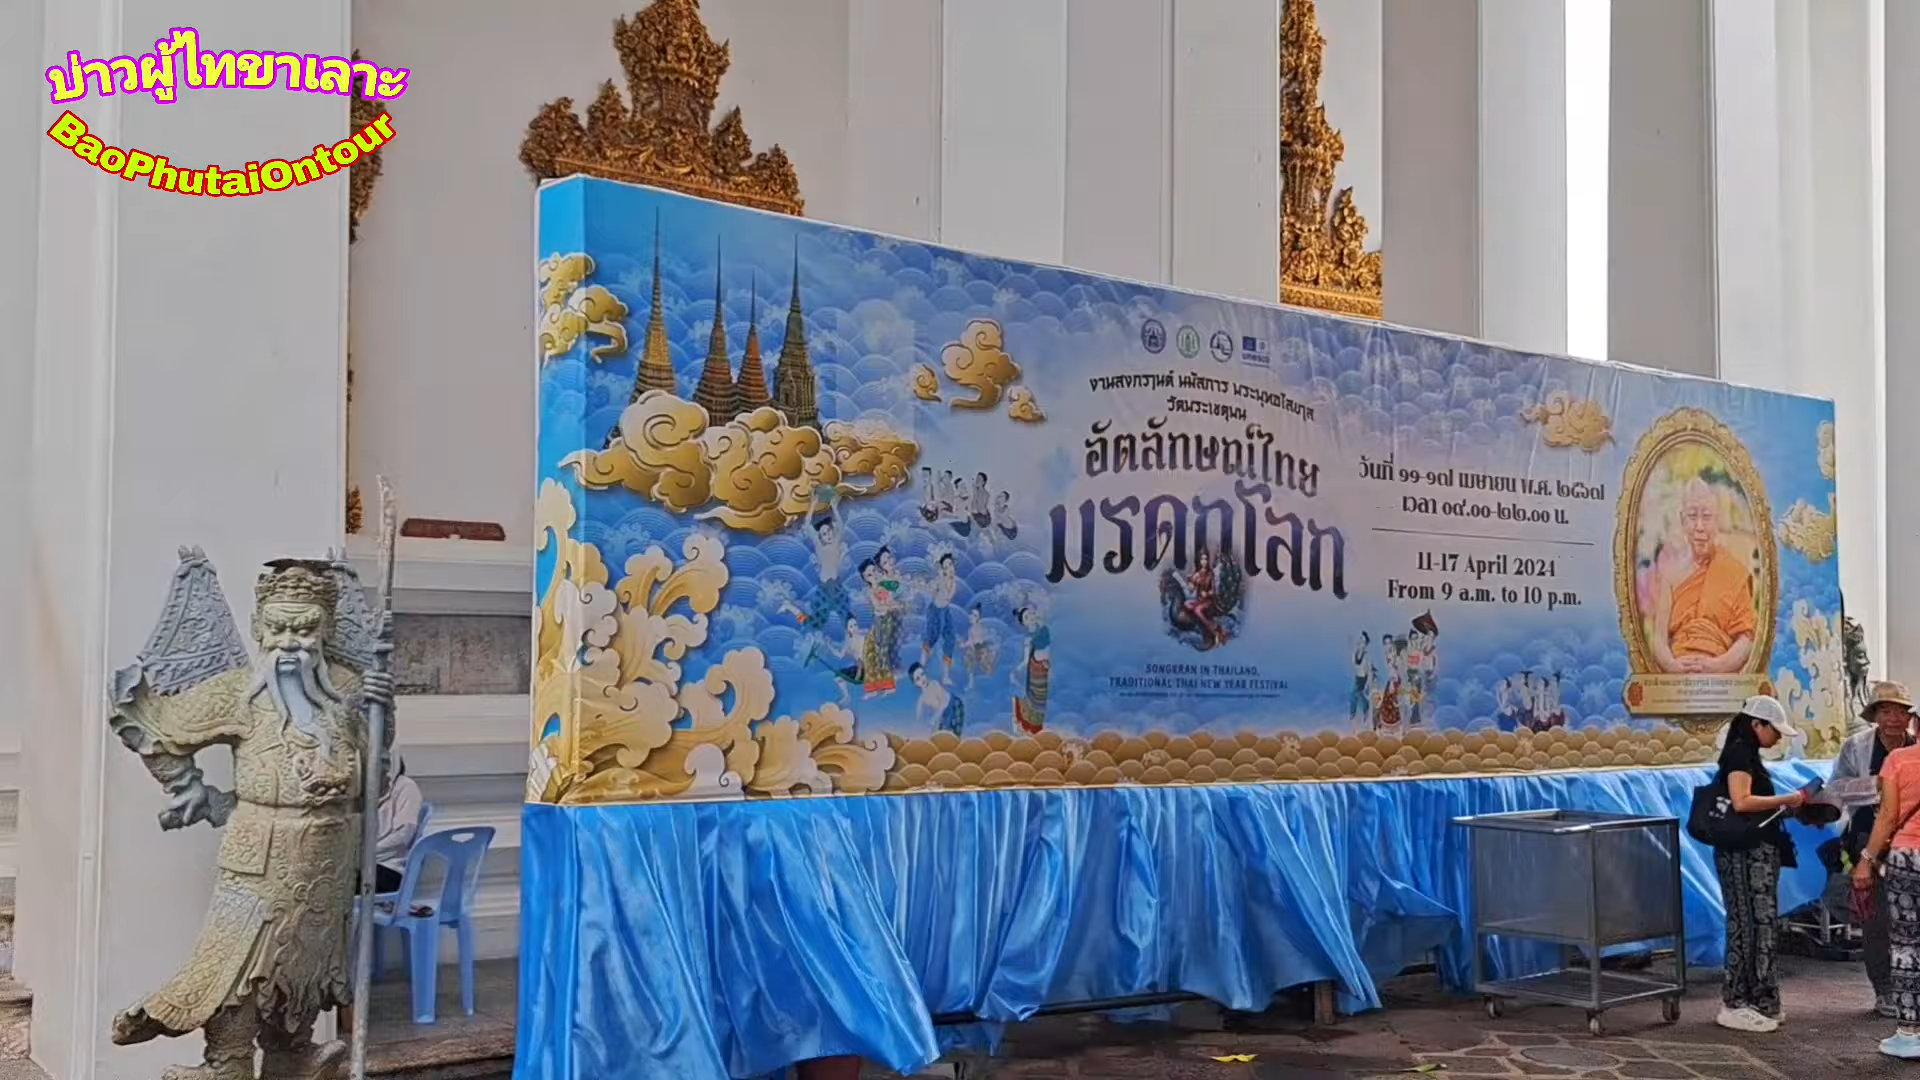 บ่าวผู้ไทขาเลาะ
BaoPhutaiOntour
unesco
งานสงกรานต์ นมัสการ พระพุทธไสยาส
วัดพระเชตุพน
อัตลักษณ์ไทย
มรดกโลก
วันที่ ๑๑-๑๗ เมษายน พ.ศ. ๒๕๖๗
เวลา ๐๙.๐๐-๒๒.๐๐ น.
11-17 April 2024
From 9 a.m. to 10 p.m.
SONGKRAN IN THAILAND,
TRADITIONAL THAI NEW YEAR FESTIVAL